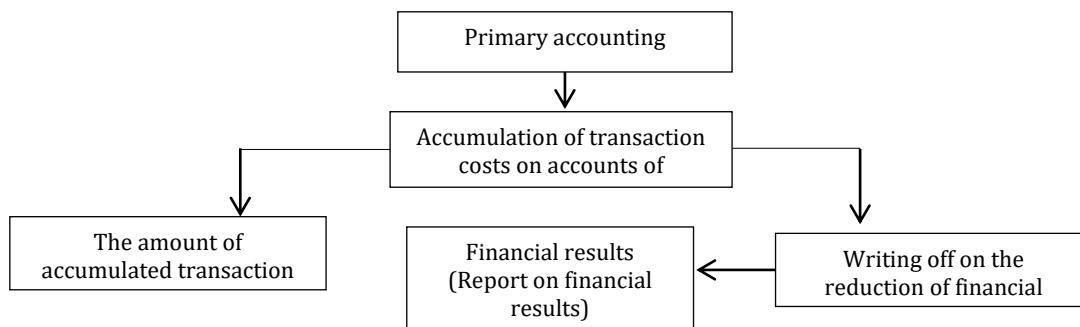 Primary accounting
Accumulation of transaction
costs on accounts of
The amount of
accumulated transaction
Financial results
(Report on financial
results)
Writing off on the
reduction of financial